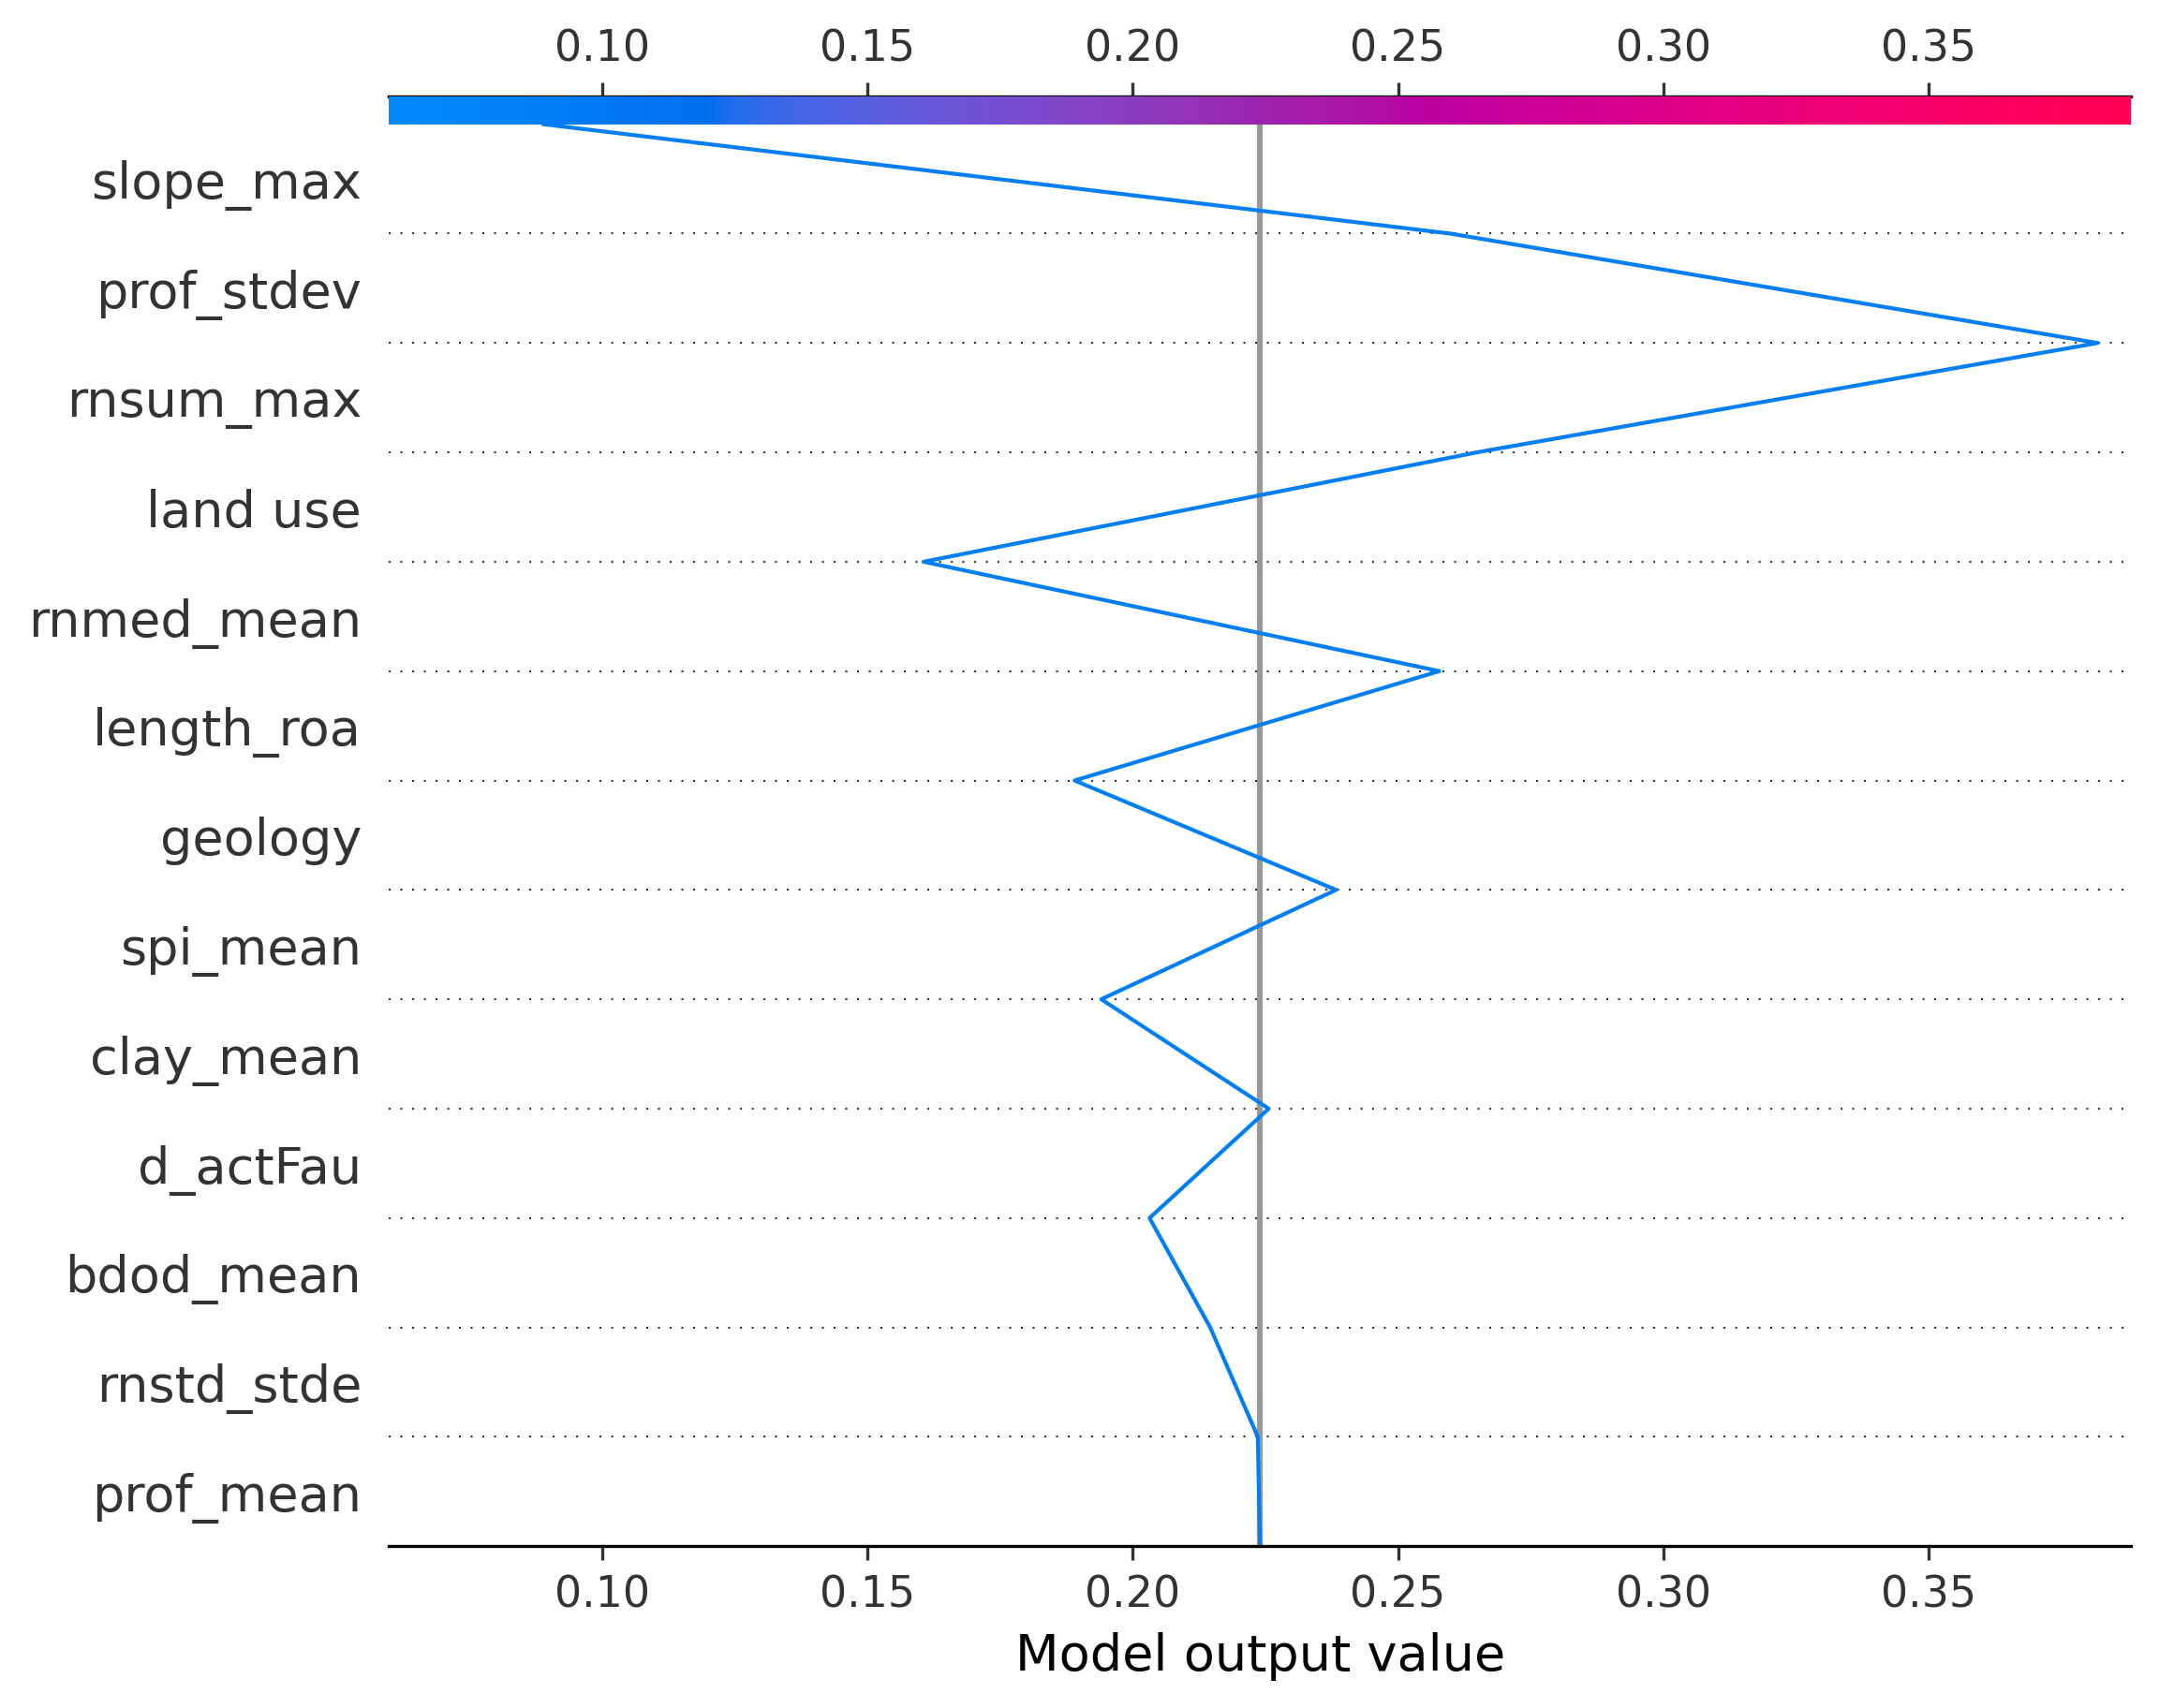 0.10 0.15 0.20 0.25 0.30 0.35
slope_max
prof_stdev
rnsum_max
land use
rnmed_mean
length_roa
geology
spi_mean
clay_mean
d_actFau
bdod_mean
rnstd_stde
prof_mean
0.10 0.15 0.20 0.25 0.30 0.35
Model output value